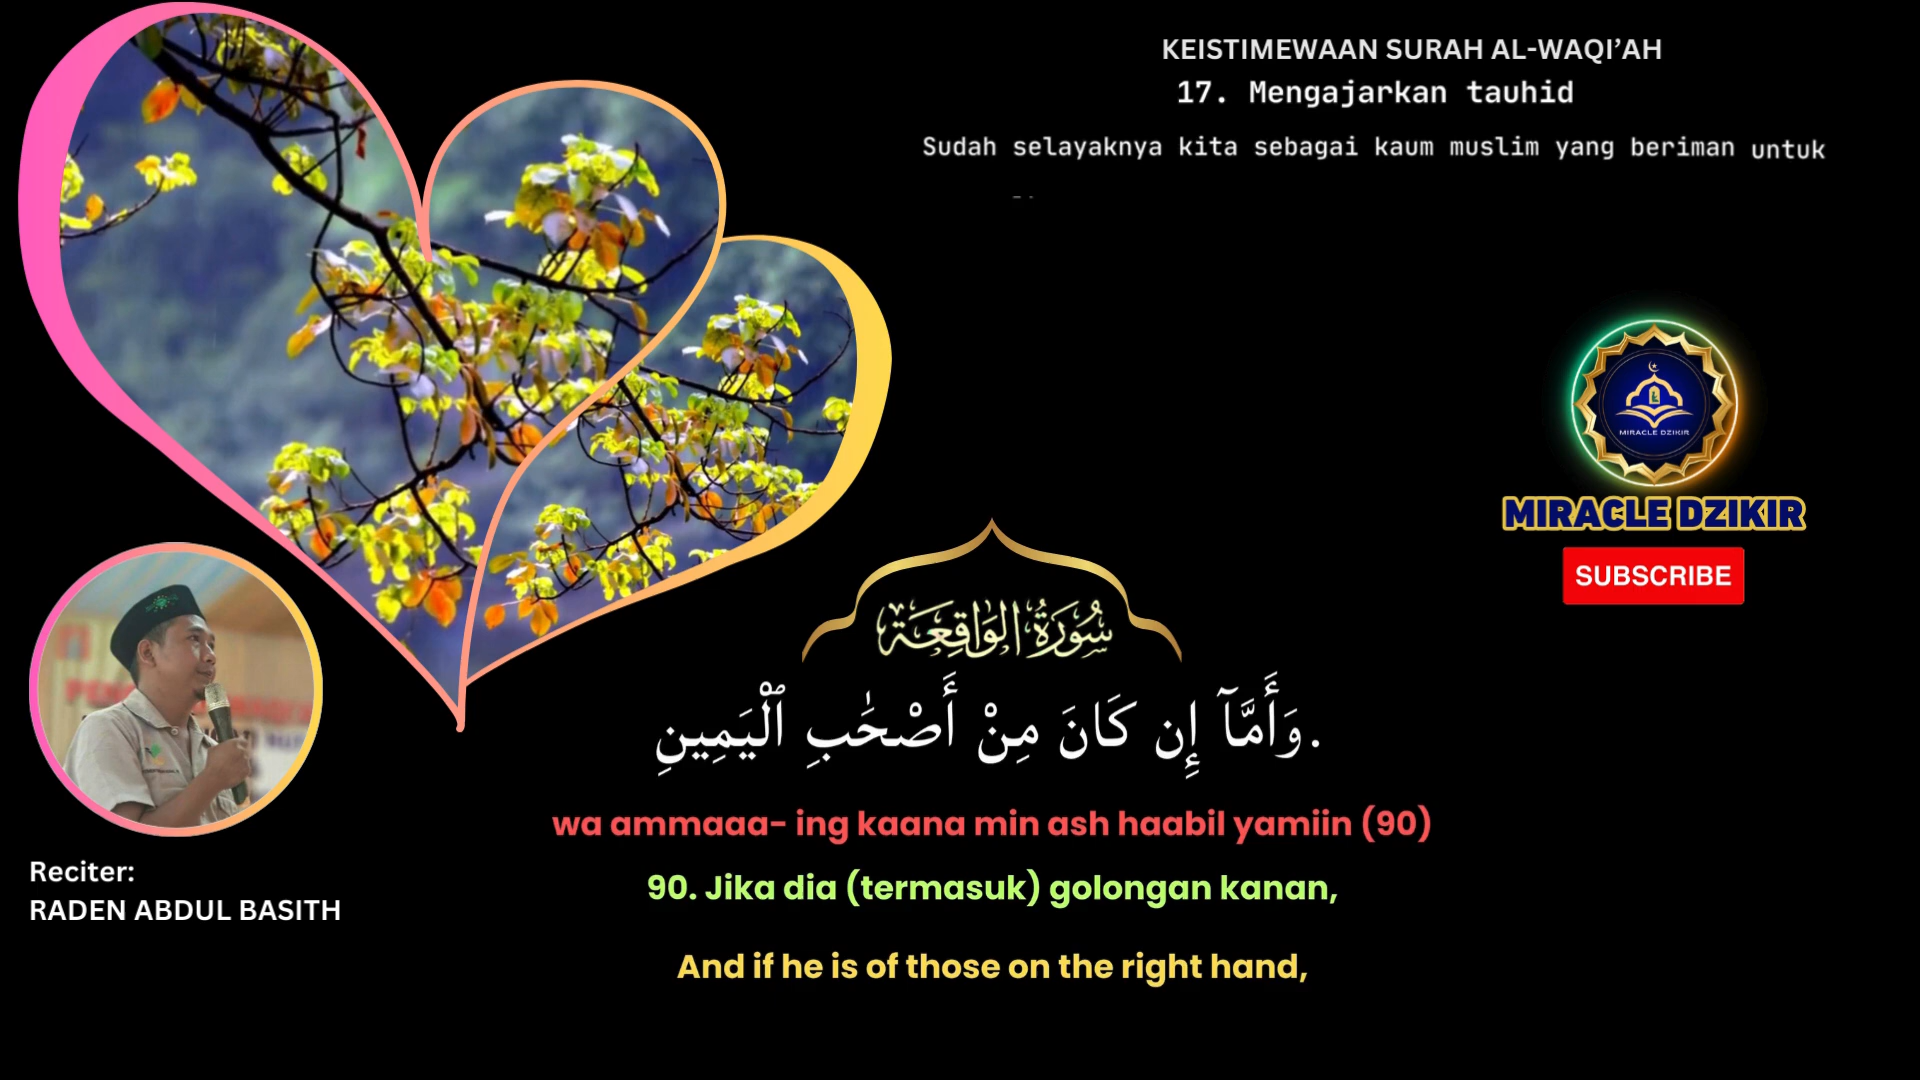 KEISTIMEWAAN SURAH AL-WAQI’AH
17. Mengajarkan tauhid
Sudah selayaknya kita sebagai kaum muslim yang beriman untuk
MIRACLE DZIKIR
MIRACLE DZIKIR
SUBSCRIBE
سُورَةُ الوَاقِعَة
وَأَمَّآ إِن كَانَ مِنْ أَصْحَٰبِ ٱلْيَمِينِ.
wa ammaaa- ing kaana min ash haabil yamiin (90)
90. Jika dia (termasuk) golongan kanan,
And if he is of those on the right hand,
Reciter:
RADEN ABDUL BASITH